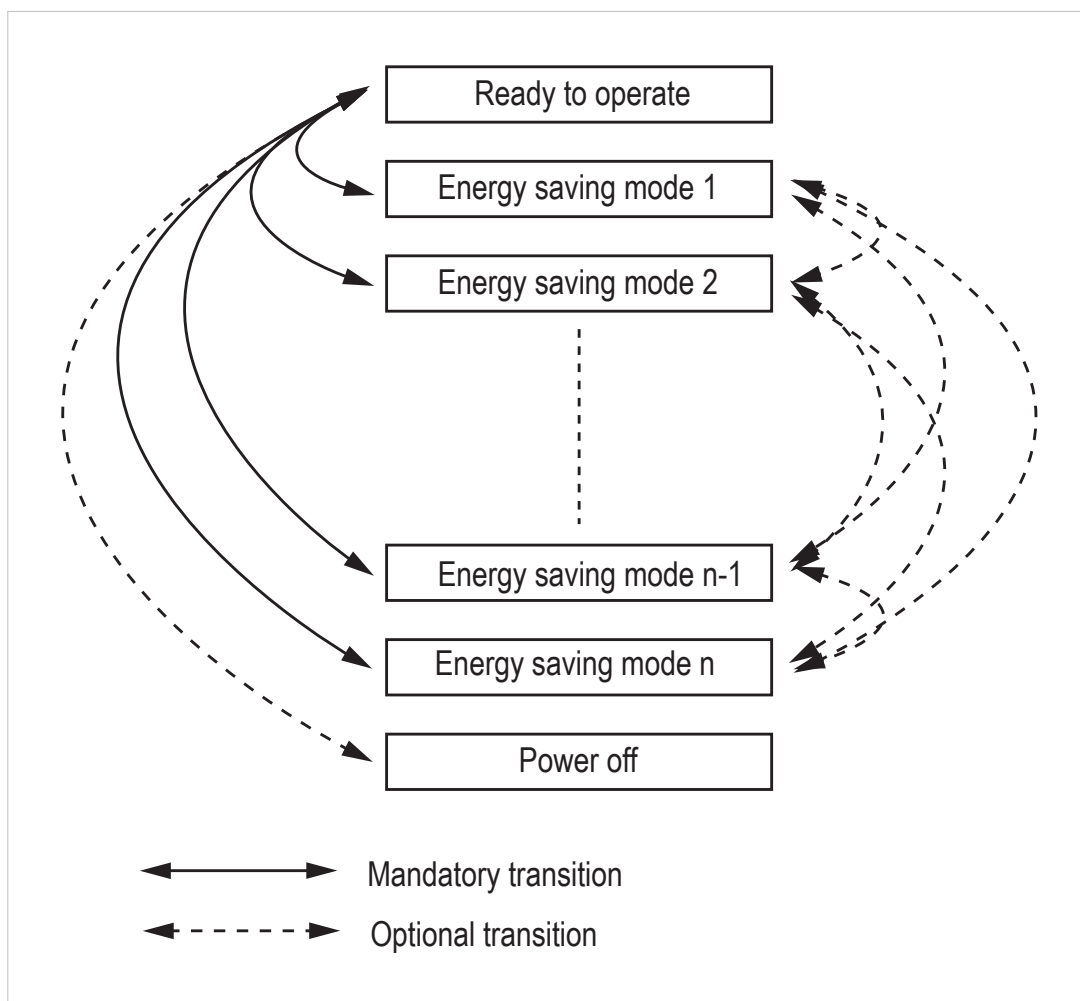 Ready to operate
Energy saving mode 1
Energy saving mode 2
Energy saving mode n-1
Energy saving mode n
Power off
Mandatory transition
Optional transition